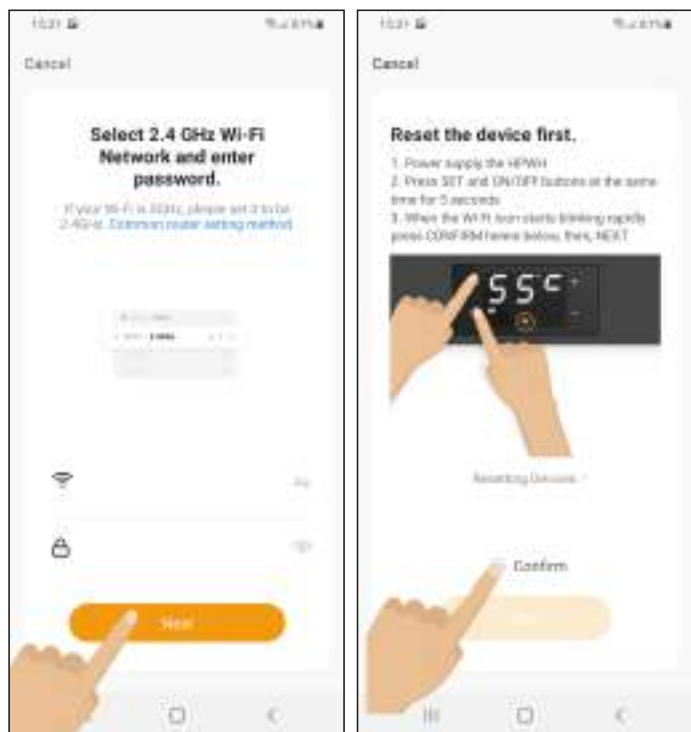 Cancel
Select 2.4 GHz Wi-Fi
Network and enter
password.
If your Wi-Fi is 5GHz, please set it to be
2.4GHz. Common router setting method
Next
Cancel
Reset the device first.
1. Power supply the HPWH
2. Press SET and ON/OFF buttons at the same
time for 5 seconds
3. When the Wi-Fi icon starts blinking rapidly
press CONFIRM hereinbelow, then, NEXT
55c
+
-
Resetting Devices
Confirm